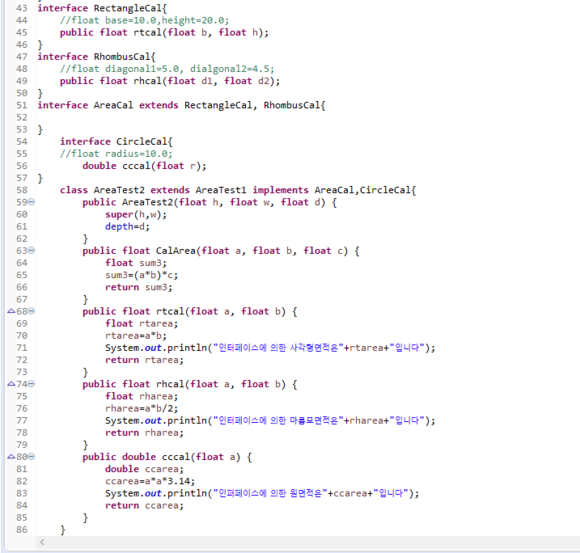 43 interface RectangleCal{
44 //float base=10.0,height=20.0;
45 public float rtcal(float b, float h);
46 }
47 interface RhombusCal{
48 //float diagonal1=5.0, dialgonal2=4.5;
49 public float rhcal(float d1, float d2);
50 }
51 interface AreaCal extends RectangleCal, RhombusCal{
52
53 }
54 interface CircleCal{
55 //float radius=10.0;
56 double cccal(float r);
57 }
58 class AreaTest2 extends AreaTest1 implements AreaCal,CircleCal{
59 public AreaTest2(float h, float w, float d) {
60 super(h,w);
61 depth=d;
62 }
63 public float CalArea(float a, float b, float c) {
64 float sum3;
65 sum3=(a*b)*c;
66 return sum3;
67 }
68 public float rtcal(float a, float b) {
69 float rtarea;
70 rtarea=a*b;
71 System.out.println("인터페이스에 의한 사각형면적은"+rtarea+"입니다");
72 return rtarea;
73 }
74 public float rhcal(float a, float b) {
75 float rharea;
76 rharea=a*b/2;
77 System.out.println("인터페이스에 의한 마름모면적은"+rharea+"입니다");
78 return rharea;
79 }
80 public double cccal(float a) {
81 double ccarea;
82 ccarea=a*a*3.14;
83 System.out.println("인퍼페이스에 의한 원면적은"+ccarea+"입니다");
84 return ccarea;
85 }
86 }